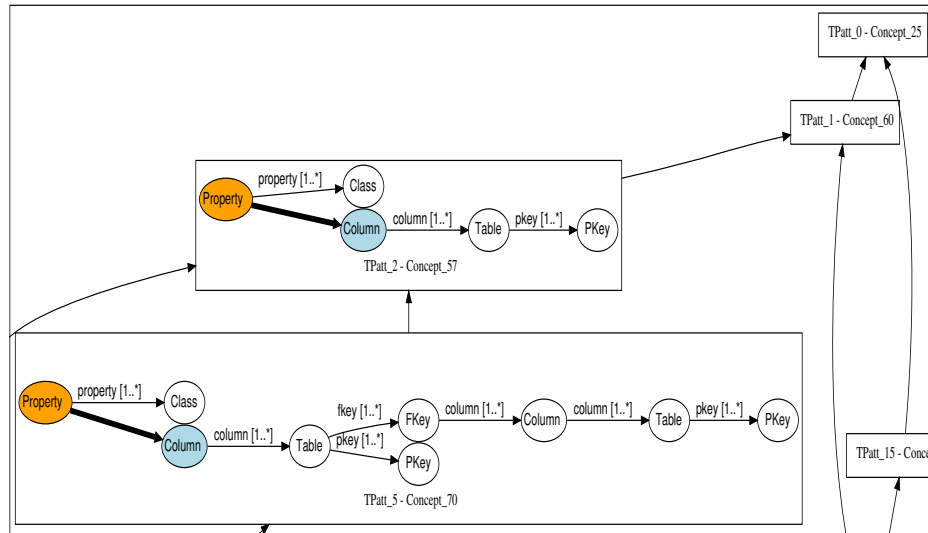 TPatt_0 - Concept_25
TPatt_1 - Concept_60
property [1..*]
Class
Property
Column
column [1..*]
Table
pkey [1..*]
PKey
TPatt_2 - Concept_57
Property
property [1..*]
Class
Column
column [1..*]
Table
fkey [1..*]
FKey
column [1..*]
Column
column [1..*]
Table
pkey [1..*]
PKey
pkey [1..*]
PKey
TPatt_5 - Concept_70
TPatt_15 - Conce